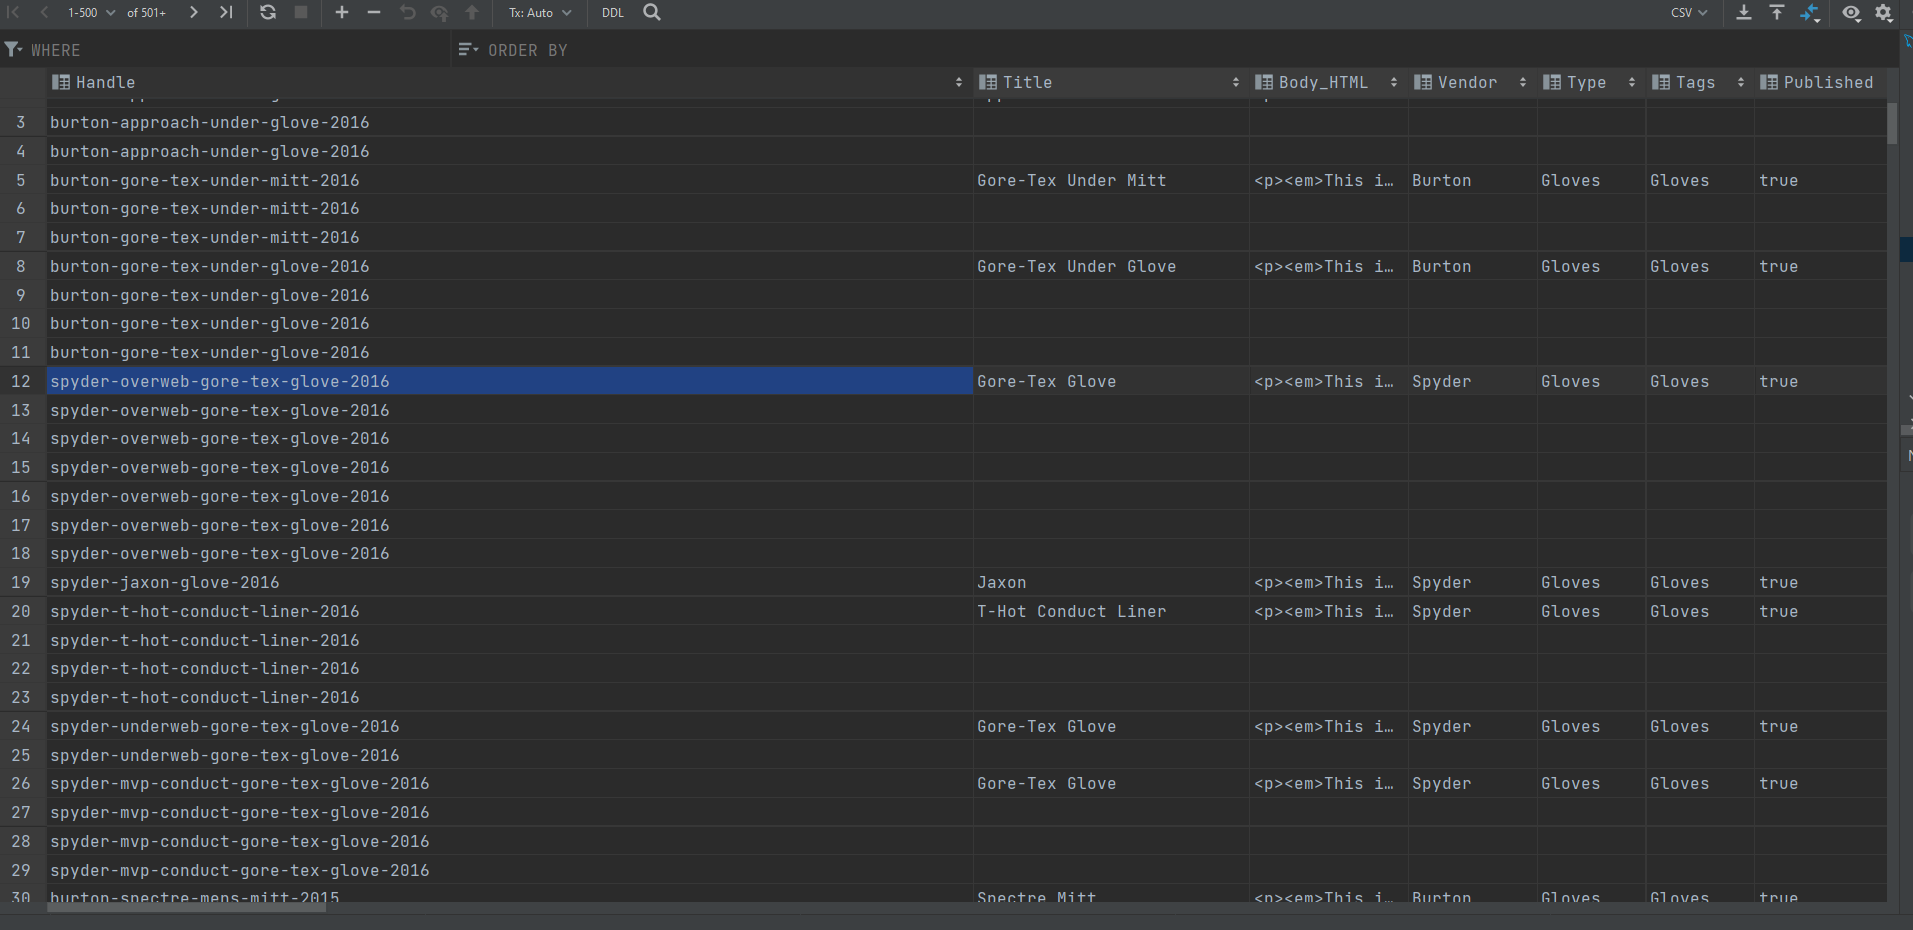 1-500 of 501+ Tx: Auto DDL CSV
WHERE ORDER BY
Handle Title Body_HTML Vendor Type Tags Published
3 burton-approach-under-glove-2016
4 burton-approach-under-glove-2016
5 burton-gore-tex-under-mitt-2016 Gore-Tex Under Mitt <p><em>This i… Burton Gloves Gloves true
6 burton-gore-tex-under-mitt-2016
7 burton-gore-tex-under-mitt-2016
8 burton-gore-tex-under-glove-2016 Gore-Tex Under Glove <p><em>This i… Burton Gloves Gloves true
9 burton-gore-tex-under-glove-2016
10 burton-gore-tex-under-glove-2016
11 burton-gore-tex-under-glove-2016
12 spyder-overweb-gore-tex-glove-2016 Gore-Tex Glove <p><em>This i… Spyder Gloves Gloves true
13 spyder-overweb-gore-tex-glove-2016
14 spyder-overweb-gore-tex-glove-2016
15 spyder-overweb-gore-tex-glove-2016
16 spyder-overweb-gore-tex-glove-2016
17 spyder-overweb-gore-tex-glove-2016
18 spyder-overweb-gore-tex-glove-2016
19 spyder-jaxon-glove-2016 Jaxon <p><em>This i… Spyder Gloves Gloves true
20 spyder-t-hot-conduct-liner-2016 T-Hot Conduct Liner <p><em>This i… Spyder Gloves Gloves true
21 spyder-t-hot-conduct-liner-2016
22 spyder-t-hot-conduct-liner-2016
23 spyder-t-hot-conduct-liner-2016
24 spyder-underweb-gore-tex-glove-2016 Gore-Tex Glove <p><em>This i… Spyder Gloves Gloves true
25 spyder-underweb-gore-tex-glove-2016
26 spyder-mvp-conduct-gore-tex-glove-2016 Gore-Tex Glove <p><em>This i… Spyder Gloves Gloves true
27 spyder-mvp-conduct-gore-tex-glove-2016
28 spyder-mvp-conduct-gore-tex-glove-2016
29 spyder-mvp-conduct-gore-tex-glove-2016
30 burton-spectre-mens-mitt-2015 Spectre Mitt <p><em>This i… Burton Gloves Gloves true